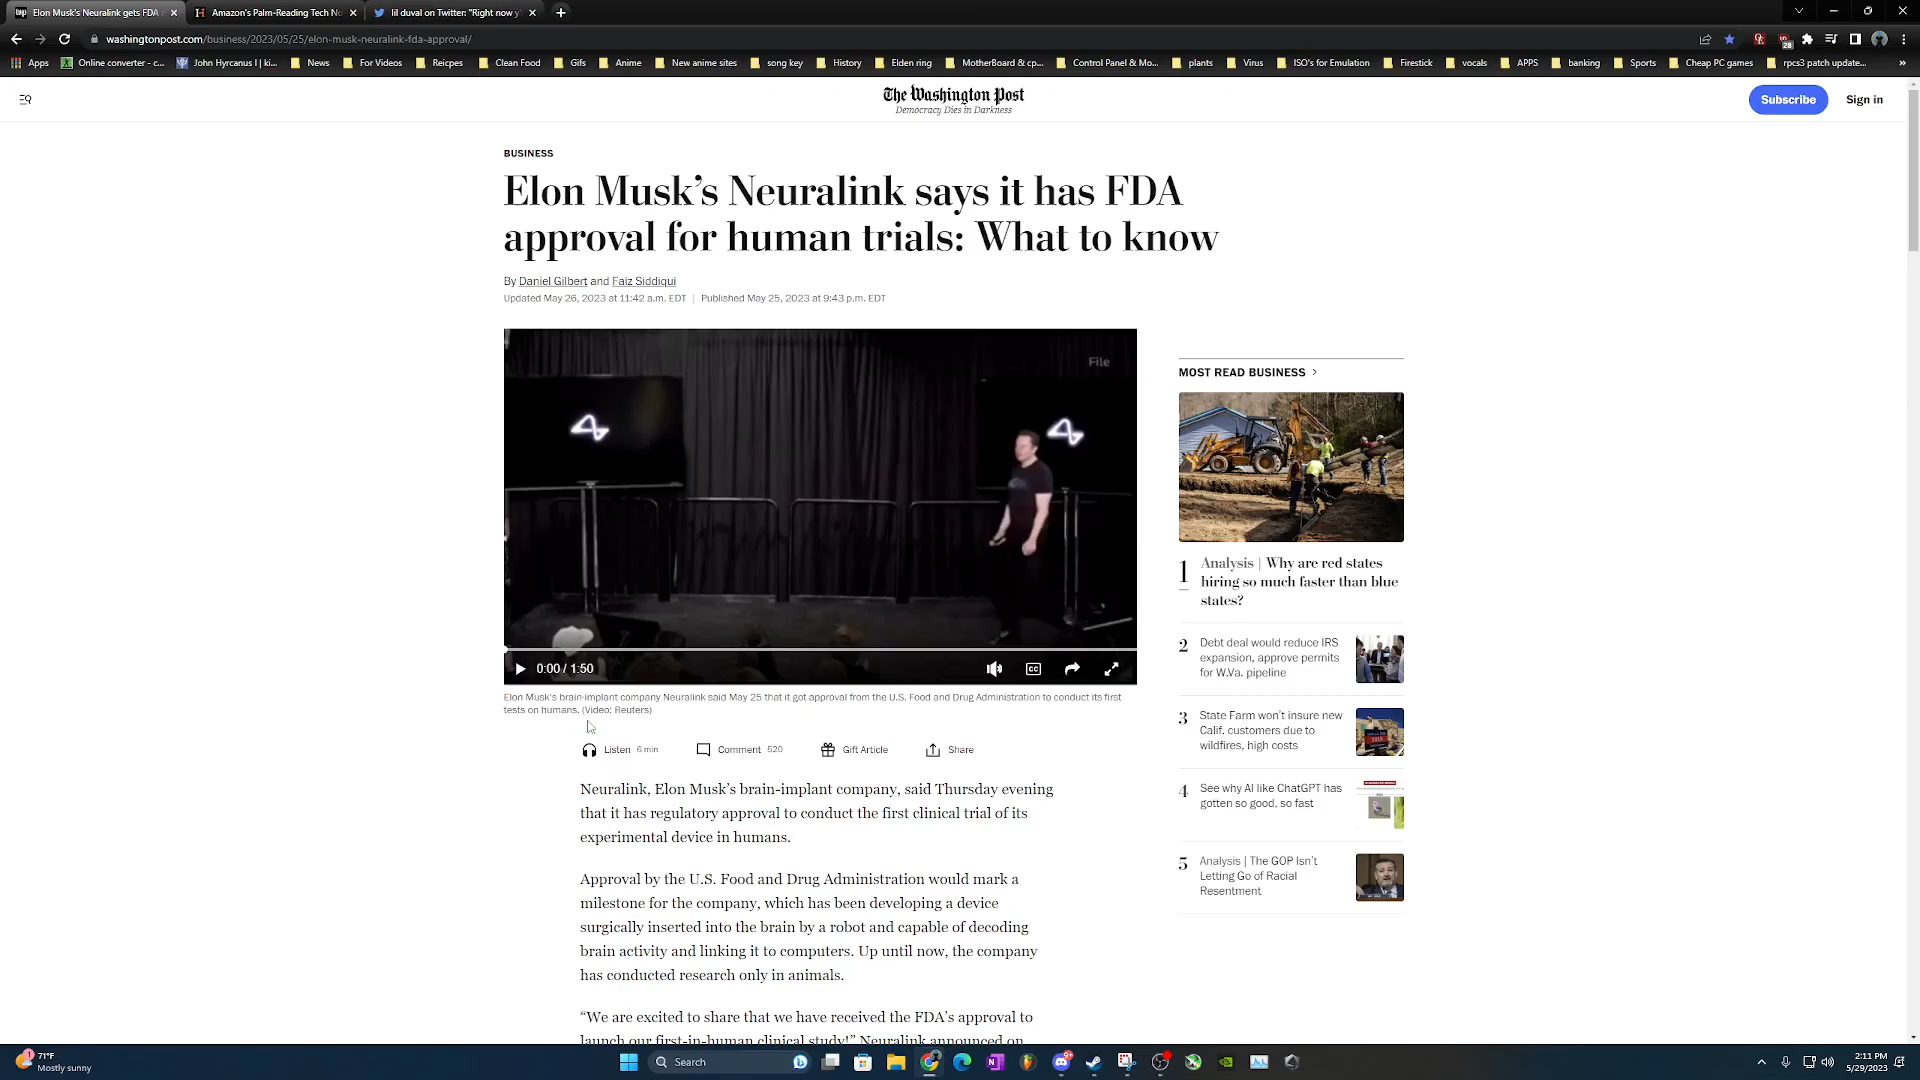 Elon Musk's Neuralink gets FDA
Amazon's Palm-Reading Tech No
lil duval on Twitter: "Right now y'
washingtonpost.com/business/2023/05/25/elon-musk-neuralink-fda-approval/
28
Apps
Online converter - c...
John Hyrcanus I | ki...
News
For Videos
Reicpes
Clean Food
Gifs
Anime
New anime sites
song key
History
Elden ring
MotherBoard & cp...
Control Panel & Mo...
plants
Virus
ISO's for Emulation
Firestick
vocals
APPS
banking
Sports
Cheap PC games
rpcs3 patch update...
The Washington Post
Democracy Dies in Darkness
Subscribe
Sign in
BUSINESS
Elon Musk's Neuralink says it has FDA
approval for human trials: What to know
By Daniel Gilbert and Faiz Siddiqui
Updated May 26, 2023 at 11:42 a.m. EDT | Published May 25, 2023 at 9:43 p.m. EDT
File
0:00 / 1:50
CC
Elon Musk's brain-implant company Neuralink said May 25 that it got approval from the U.S. Food and Drug Administration to conduct its first
tests on humans. (Video: Reuters)
Listen 6 min
Comment 520
Gift Article
Share
Neuralink, Elon Musk's brain-implant company, said Thursday evening
that it has regulatory approval to conduct the first clinical trial of its
experimental device in humans.
Approval by the U.S. Food and Drug Administration would mark a
milestone for the company, which has been developing a device
surgically inserted into the brain by a robot and capable of decoding
brain activity and linking it to computers. Up until now, the company
has conducted research only in animals.
“We are excited to share that we have received the FDA's approval to
launch our first-in-human clinical study!” Neuralink announced on
MOST READ BUSINESS
1
Analysis | Why are red states
hiring so much faster than blue
states?
2
Debt deal would reduce IRS
expansion, approve permits
for W.Va. pipeline
3
State Farm won't insure new
Calif. customers due to
wildfires, high costs
4
See why AI like ChatGPT has
gotten so good, so fast
5
Analysis | The GOP Isn't
Letting Go of Racial
Resentment
71°F
Mostly sunny
Search
2:11 PM
5/29/2023